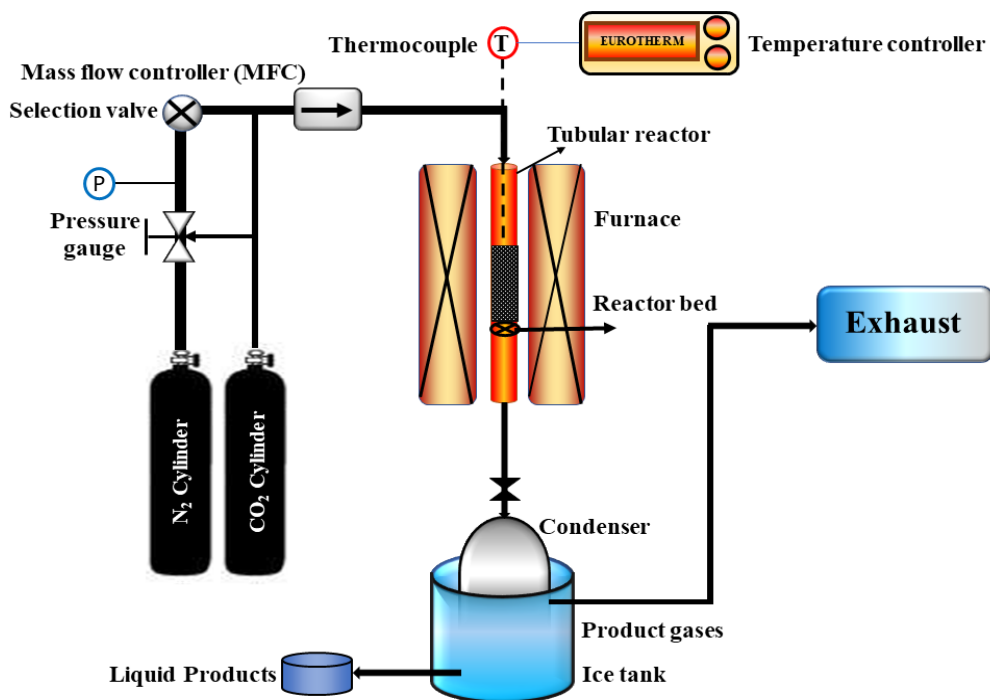 Thermocouple
T
EUROTHERM
Temperature controller
Mass flow controller (MFC)
Selection valve
Tubular reactor
P
Pressure
gauge
Furnace
Reactor bed
Exhaust
N₂ Cylinder
CO₂ Cylinder
Condenser
Product gases
Liquid Products
Ice tank